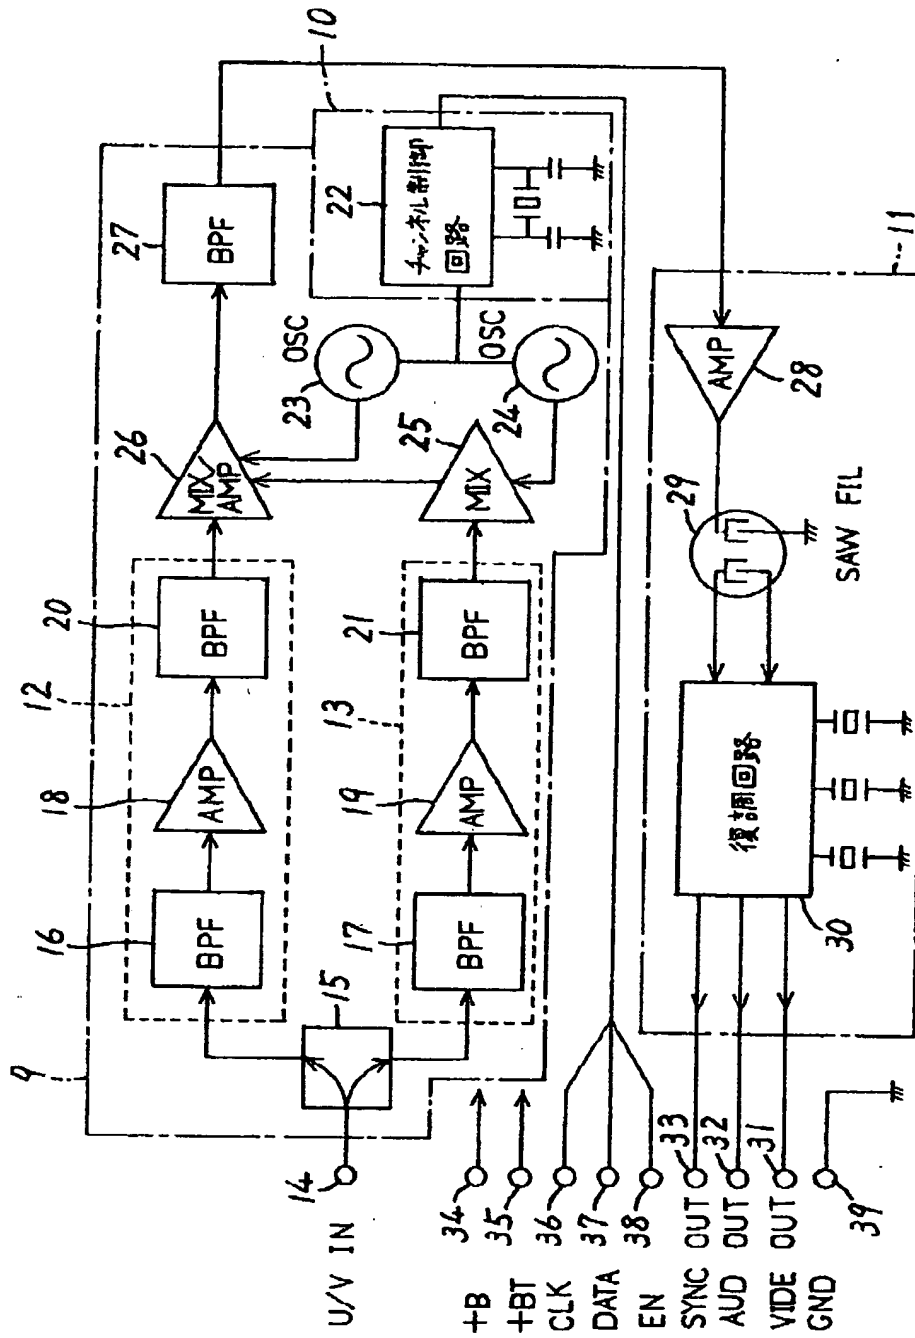 9
12
16
BPF
18
AMP
20
BPF
26
MIX/
AMP
27
BPF
10
14
U/V IN
15
13
17
BPF
19
AMP
21
BPF
25
MIX
OSC
23
OSC
24
22
チャンネル制御
回路
34
+B
35
+BT
36
CLK
37
DATA
38
EN
33
SYNC OUT
32
AUD OUT
31
VIDE OUT
39
GND
30
復調回路
29
SAW FIL
AMP
28
11